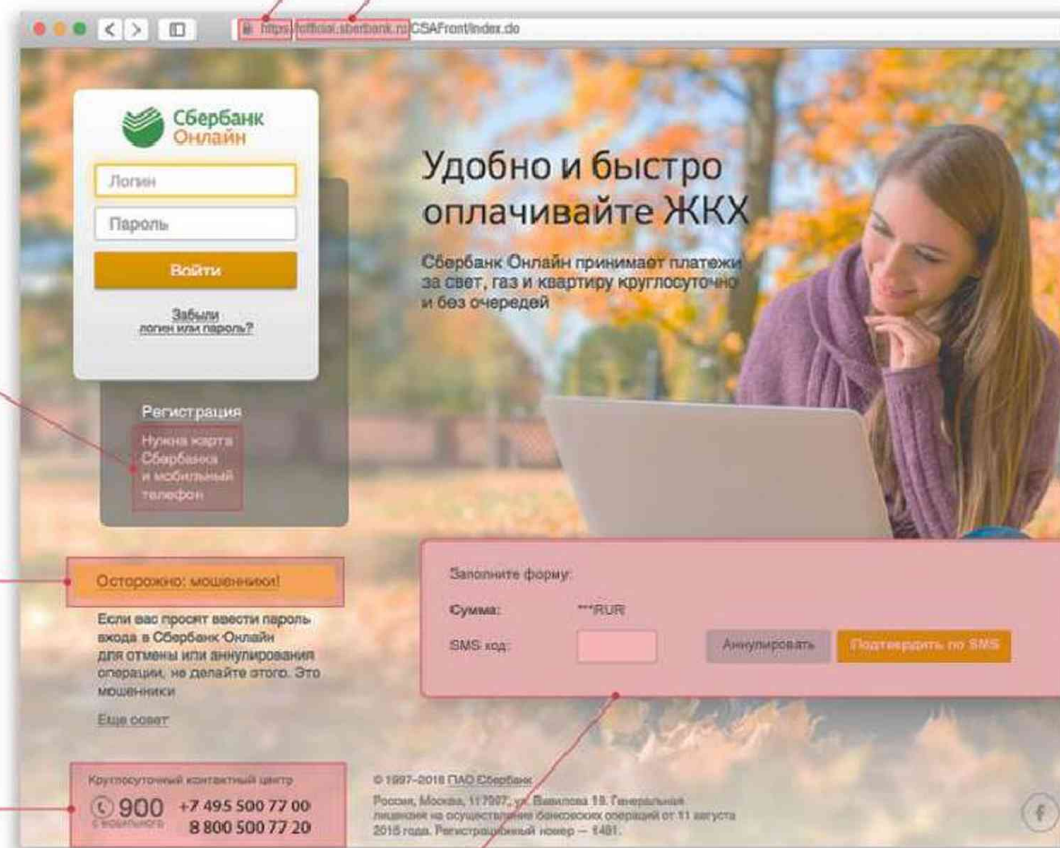 https://official.sberbank.ru/CSAFront/index.do
Сбербанк
Онлайн
Логин
Пароль
Войти
Забыли
логин или пароль?
Регистрация
Нужна карта
Сбербанка
и мобильный
телефон
Удобно и быстро
оплачивайте ЖКХ
Сбербанк Онлайн принимает платежи
за свет, газ и квартиру круглосуточно
и без очередей
Осторожно: мошенники!
Если вас просят ввести пароль
входа в Сбербанк Онлайн
для отмены или аннулирования
операции, не делайте этого. Это
мошенники
Еще совет
Заполните форму:
Сумма: ***RUR
SMS код: Аннулировать Подтвердить по SMS
Круглосуточный контактный центр
900 +7 495 500 77 00
с мобильного 8 800 500 77 20
© 1997–2016 ПАО Сбербанк
Россия, Москва, 117997, ул. Вавилова 19. Генеральная
лицензия на осуществление банковских операций от 11 августа
2015 года. Регистрационный номер — 1481.